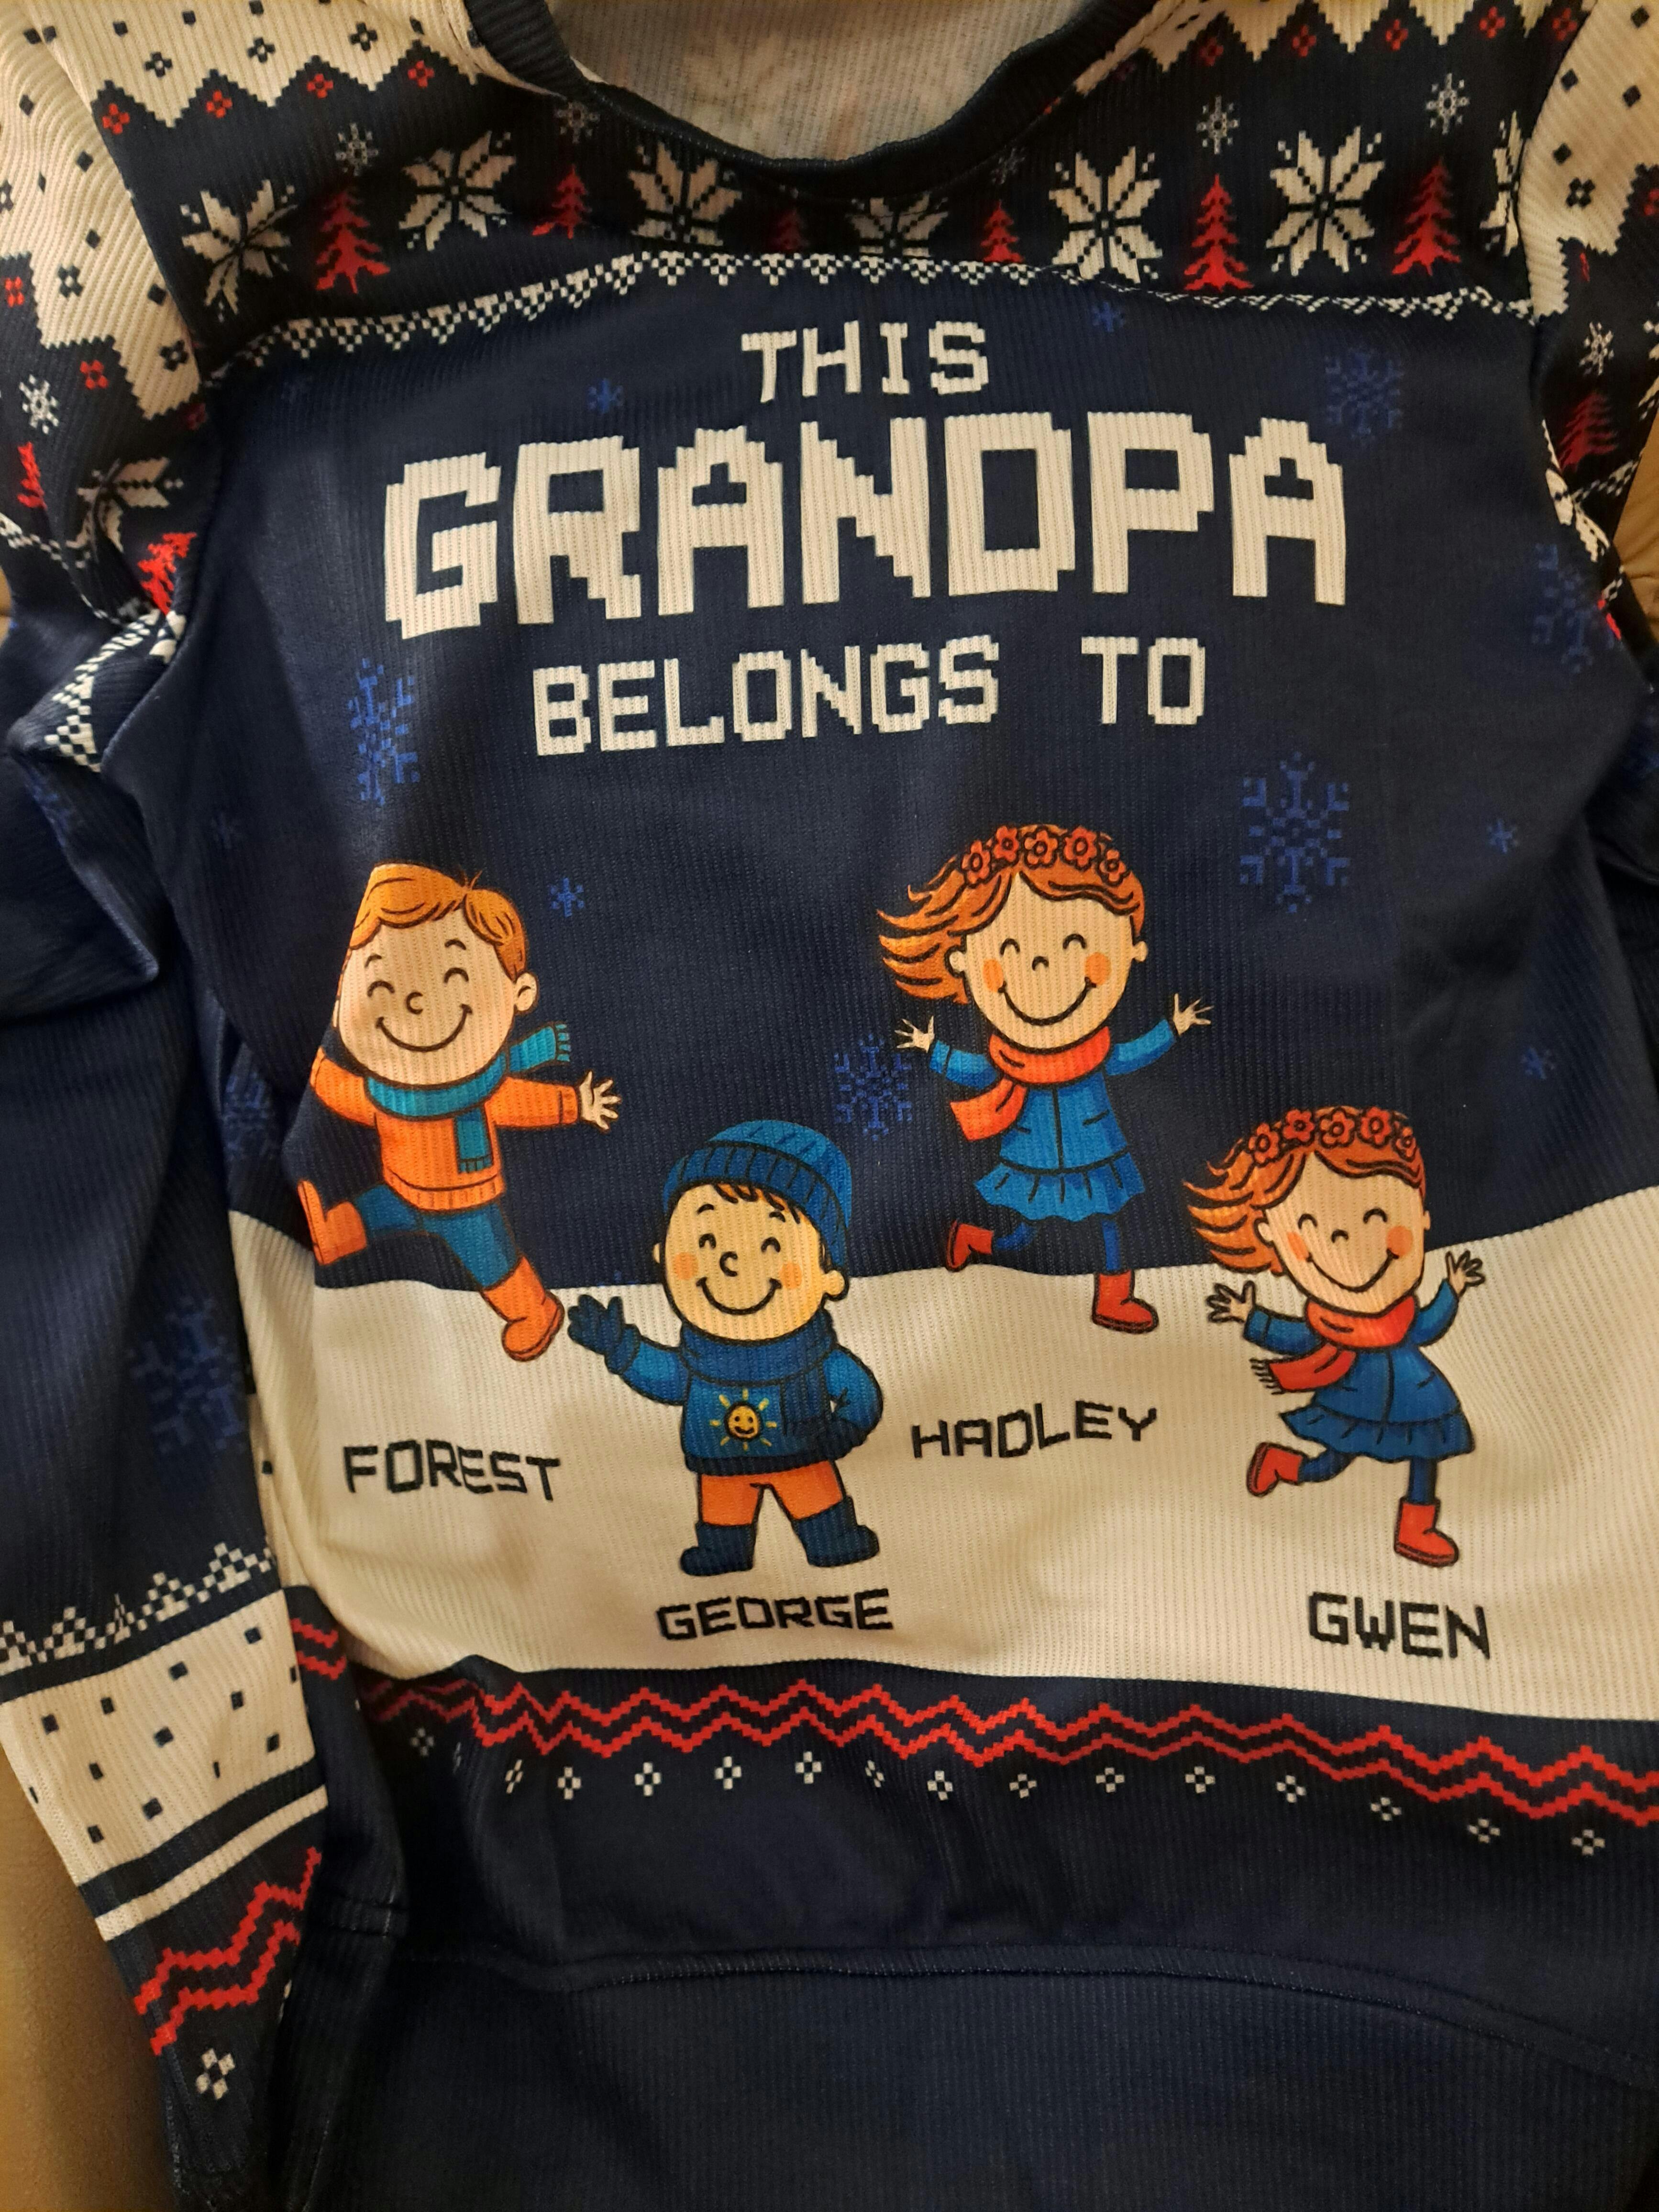 THIS
GRANDPA
BELONGS TO
FOREST
GEORGE
HADLEY
GWEN